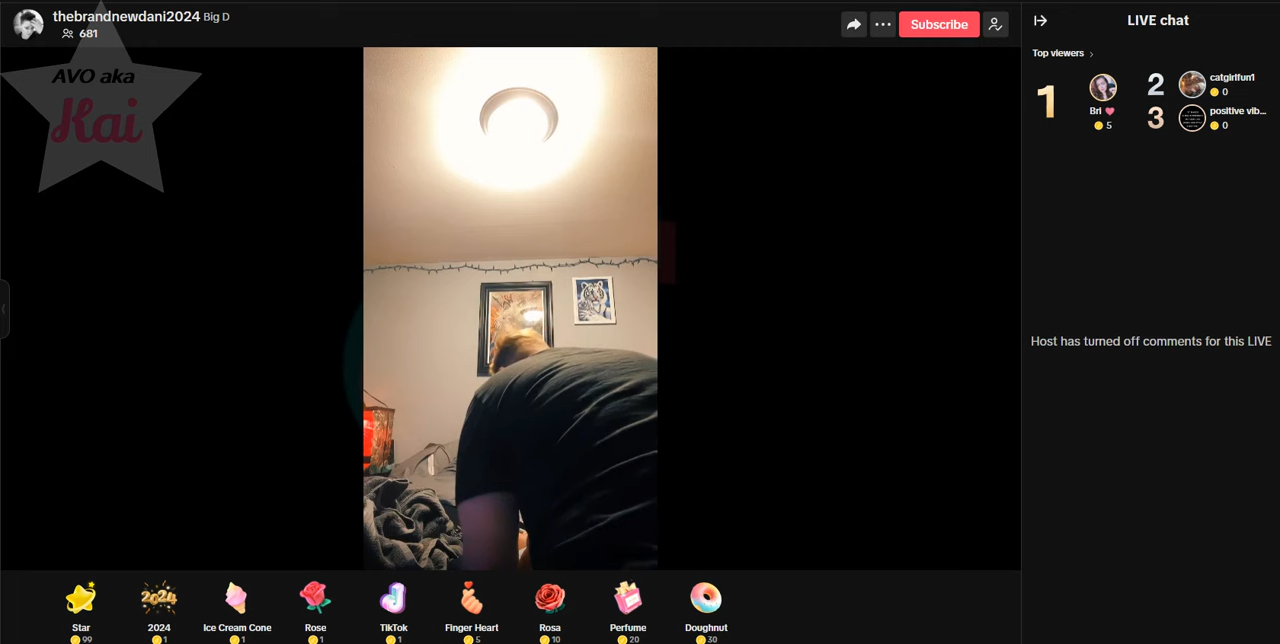 thebrandnewdani2024 Big D
681
Subscribe
LIVE chat
AVO aka
Kai
Top viewers
1
Bri
5
2
catgirlfun1
0
3
positive vib...
0
Host has turned off comments for this LIVE
Star
99
2024
2024
1
Ice Cream Cone
1
Rose
1
TikTok
1
Finger Heart
5
Rosa
10
Perfume
20
Doughnut
30